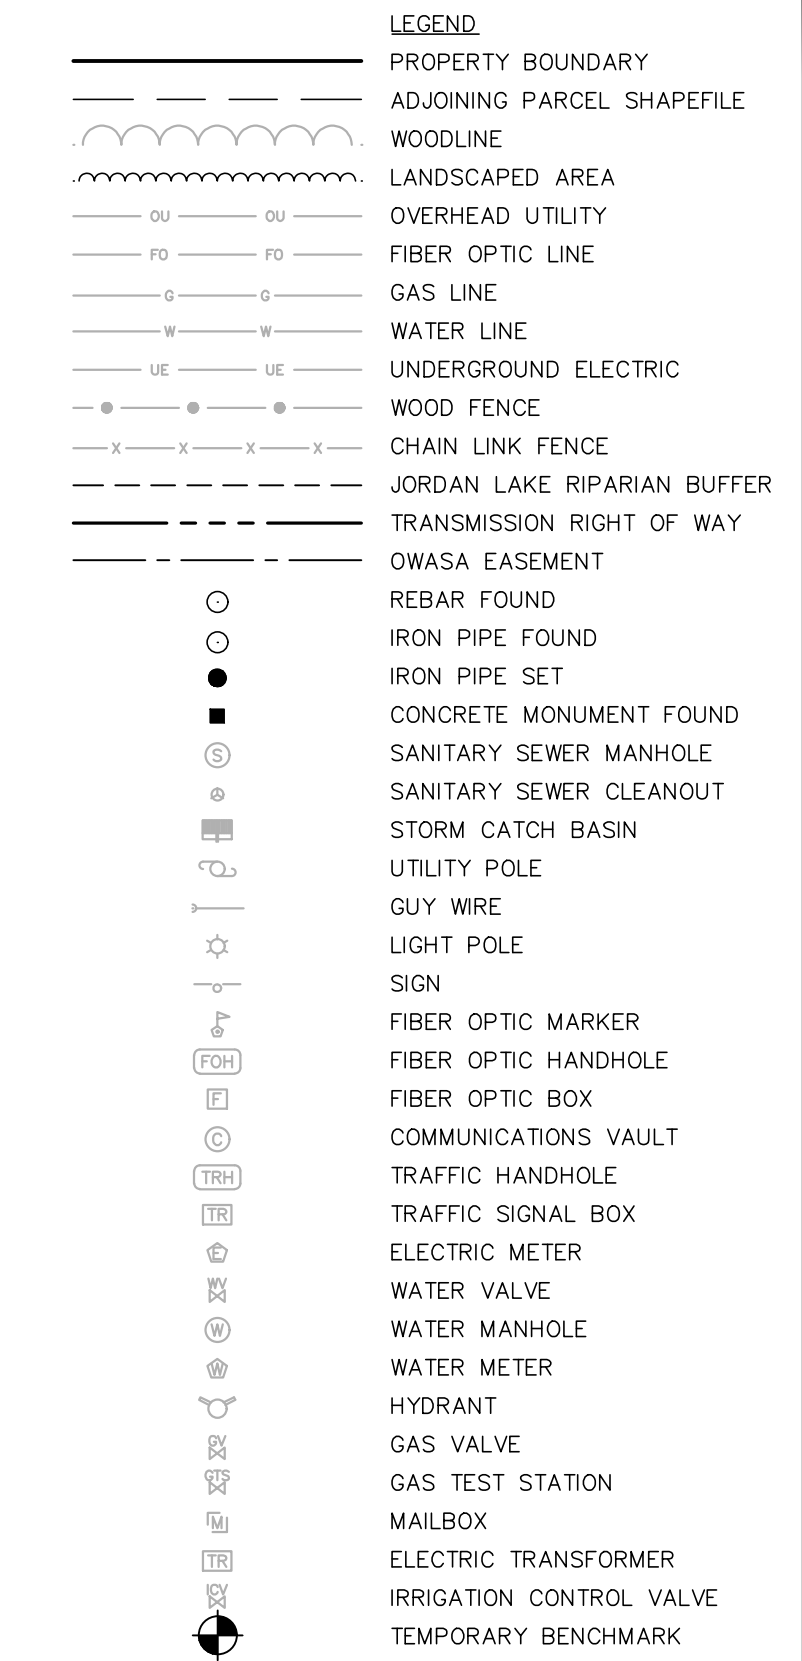 LEGEND
PROPERTY BOUNDARY
ADJOINING PARCEL SHAPEFILE
WOODLINE
LANDSCAPED AREA
OU OU OVERHEAD UTILITY
FO FO FIBER OPTIC LINE
G G GAS LINE
W W WATER LINE
UE UE UNDERGROUND ELECTRIC
WOOD FENCE
X X X X CHAIN LINK FENCE
JORDAN LAKE RIPARIAN BUFFER
TRANSMISSION RIGHT OF WAY
OWASA EASEMENT
REBAR FOUND
IRON PIPE FOUND
IRON PIPE SET
CONCRETE MONUMENT FOUND
S SANITARY SEWER MANHOLE
SANITARY SEWER CLEANOUT
STORM CATCH BASIN
UTILITY POLE
GUY WIRE
LIGHT POLE
SIGN
FIBER OPTIC MARKER
FOH FIBER OPTIC HANDHOLE
F FIBER OPTIC BOX
C COMMUNICATIONS VAULT
TRH TRAFFIC HANDHOLE
TR TRAFFIC SIGNAL BOX
E ELECTRIC METER
WV WATER VALVE
W WATER MANHOLE
W WATER METER
HYDRANT
GV GAS VALVE
GTS GAS TEST STATION
M MAILBOX
TR ELECTRIC TRANSFORMER
ICV IRRIGATION CONTROL VALVE
TEMPORARY BENCHMARK